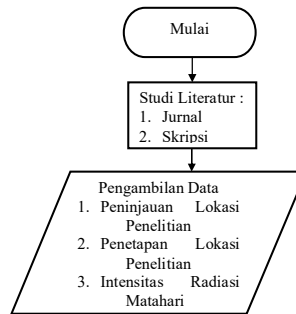 Mulai
Studi Literatur :
1. Jurnal
2. Skripsi
Pengambilan Data
1. Peninjauan Lokasi
Penelitian
2. Penetapan Lokasi
Penelitian
3. Intensitas Radiasi
Matahari